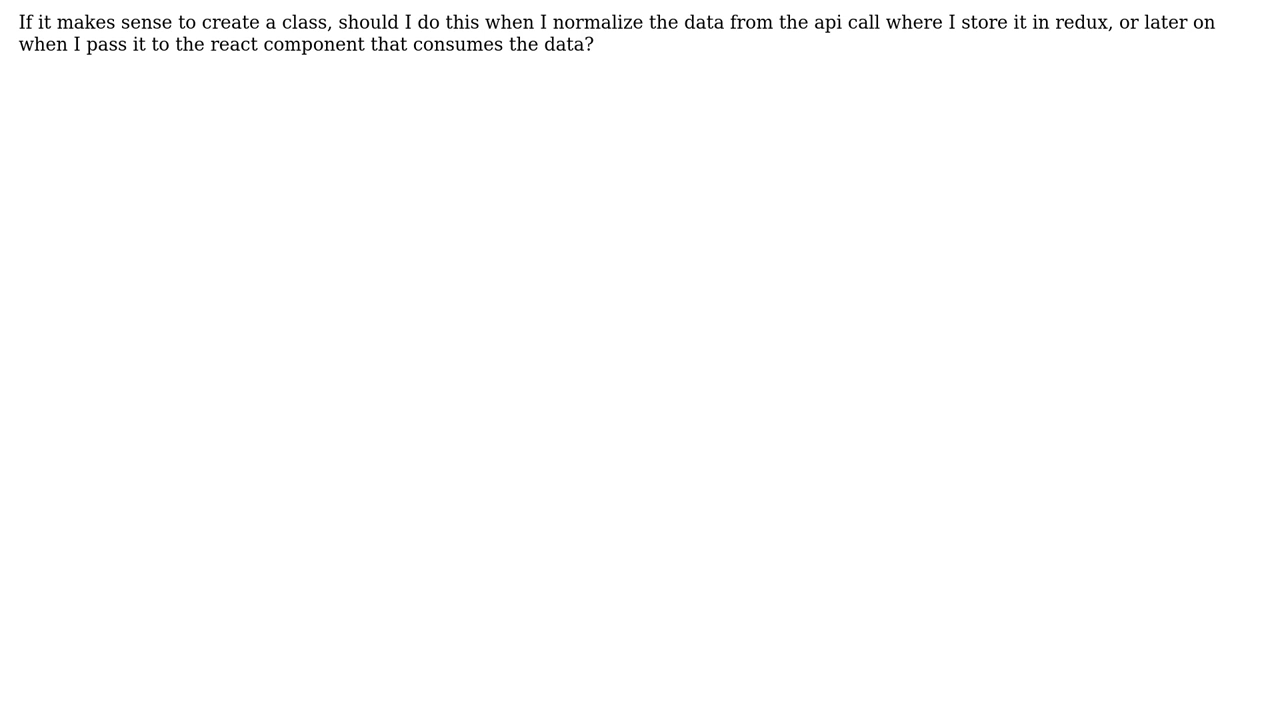 If it makes sense to create a class, should I do this when I normalize the data from the api call where I store it in redux, or later on
when I pass it to the react component that consumes the data?